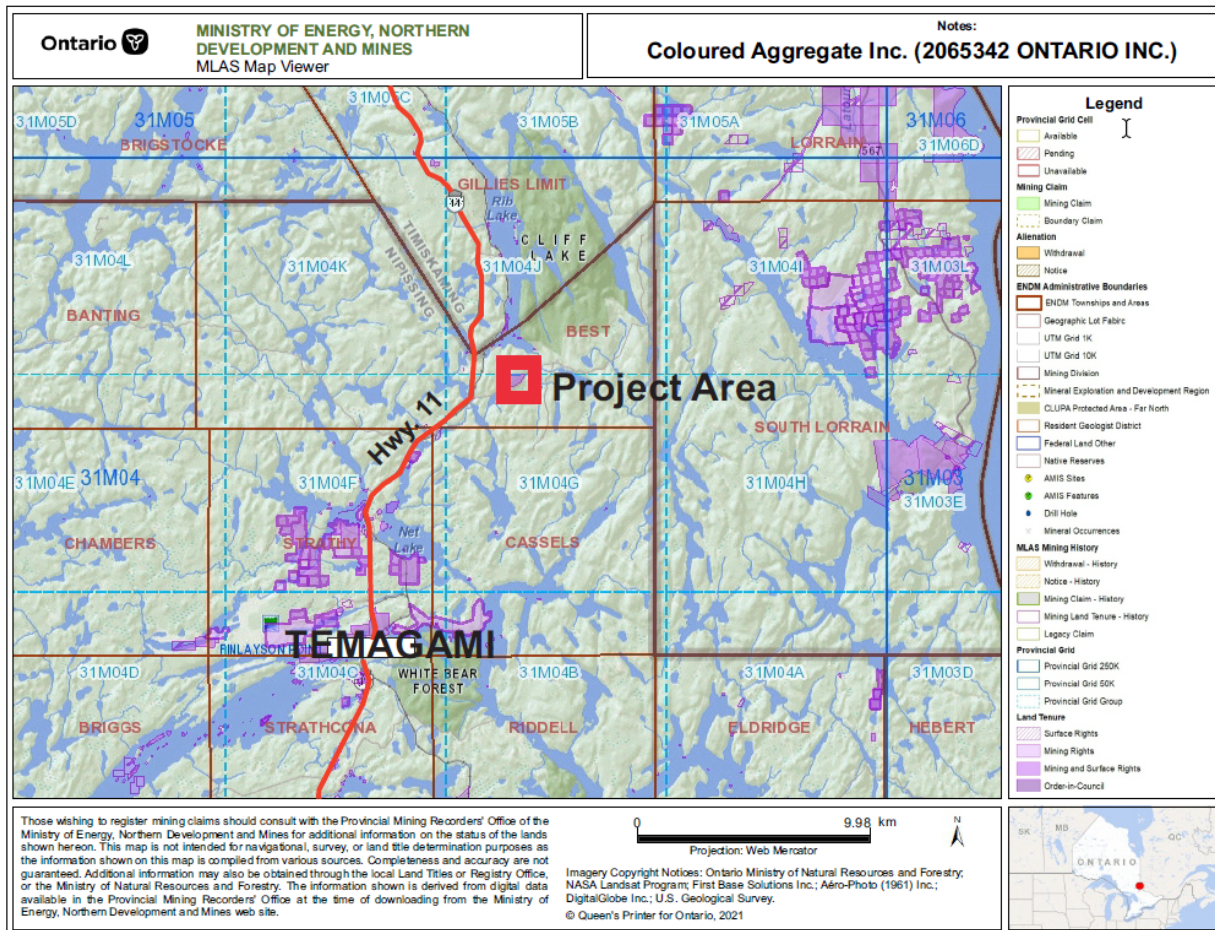 Ontario
MINISTRY OF ENERGY, NORTHERN
DEVELOPMENT AND MINES
MLAS Map Viewer
Notes:
Coloured Aggregate Inc. (2065342 ONTARIO INC.)
31M05C
31M05D
31M05
31M05B
31M05A
31M06
BRIGSTOCKE
LORRAIN
567
31M06D
GILLIES LIMIT
11
Rib
Lake
CLIFF
LAKE
TIMISKAMING
NIPISSING
31M04L
31M04K
31M04J
31M04I
31M03L
BANTING
BEST
Project Area
Hwy. 11
SOUTH LORRAIN
31M04E
31M04
31M04F
31M04G
31M04H
31M03
31M03E
CHAMBERS
STRATHY
Net
Lake
CASSELS
TEMAGAMI
31M04D
31M04C
WHITE BEAR
FOREST
31M04B
31M04A
31M03D
BRIGGS
STRATHCONA
RIDDELL
ELDRIDGE
HEBERT
Legend
Provincial Grid Cell
Available
Pending
Unavailable
Mining Claim
Mining Claim
Boundary Claim
Alienation
Withdrawal
Notice
ENDM Administrative Boundaries
ENDM Townships and Areas
Geographic Lot Fabirc
UTM Grid 1K
UTM Grid 10K
Mining Division
Mineral Exploration and Development Region
CLUPA Protected Area - Far North
Resident Geologist District
Federal Land Other
Native Reserves
AMIS Sites
AMIS Features
Drill Hole
Mineral Occurrences
MLAS Mining History
Withdrawal - History
Notice - History
Mining Claim - History
Mining Land Tenure - History
Legacy Claim
Provincial Grid
Provincial Grid 250K
Provincial Grid 50K
Provincial Grid Group
Land Tenure
Surface Rights
Mining Rights
Mining and Surface Rights
Order-in-Council
Those wishing to register mining claims should consult with the Provincial Mining Recorders' Office of the
Ministry of Energy, Northern Development and Mines for additional information on the status of the lands
shown hereon. This map is not intended for navigational, survey, or land title determination purposes as
the information shown on this map is compiled from various sources. Completeness and accuracy are not
guaranteed. Additional information may also be obtained through the local Land Titles or Registry Office,
or the Ministry of Natural Resources and Forestry. The information shown is derived from digital data
available in the Provincial Mining Recorders' Office at the time of downloading from the Ministry of
Energy, Northern Development and Mines web site.
0 9.98 km
N
Projection: Web Mercator
Imagery Copyright Notices: Ontario Ministry of Natural Resources and Forestry;
NASA Landsat Program; First Base Solutions Inc.; Aéro-Photo (1961) Inc.;
DigitalGlobe Inc.; U.S. Geological Survey.
© Queen's Printer for Ontario, 2021
SK
MB
ONTARIO
QC